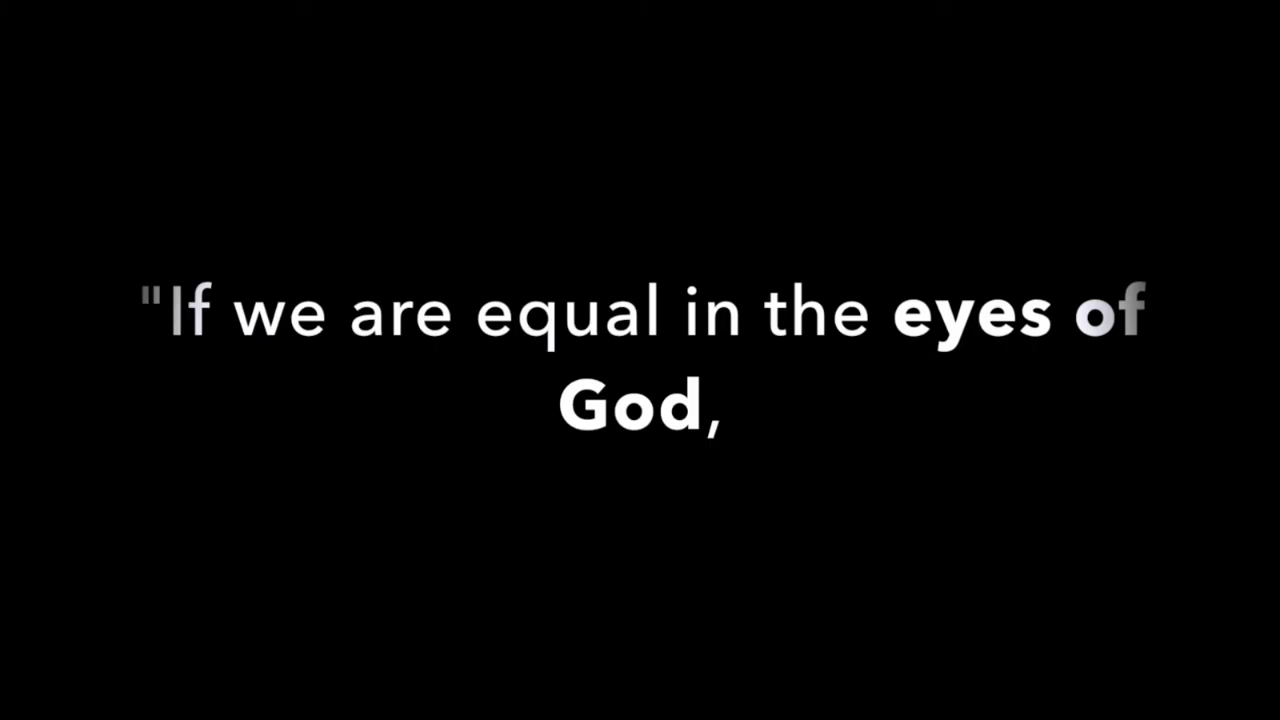 "If we are equal in the eyes of
God,